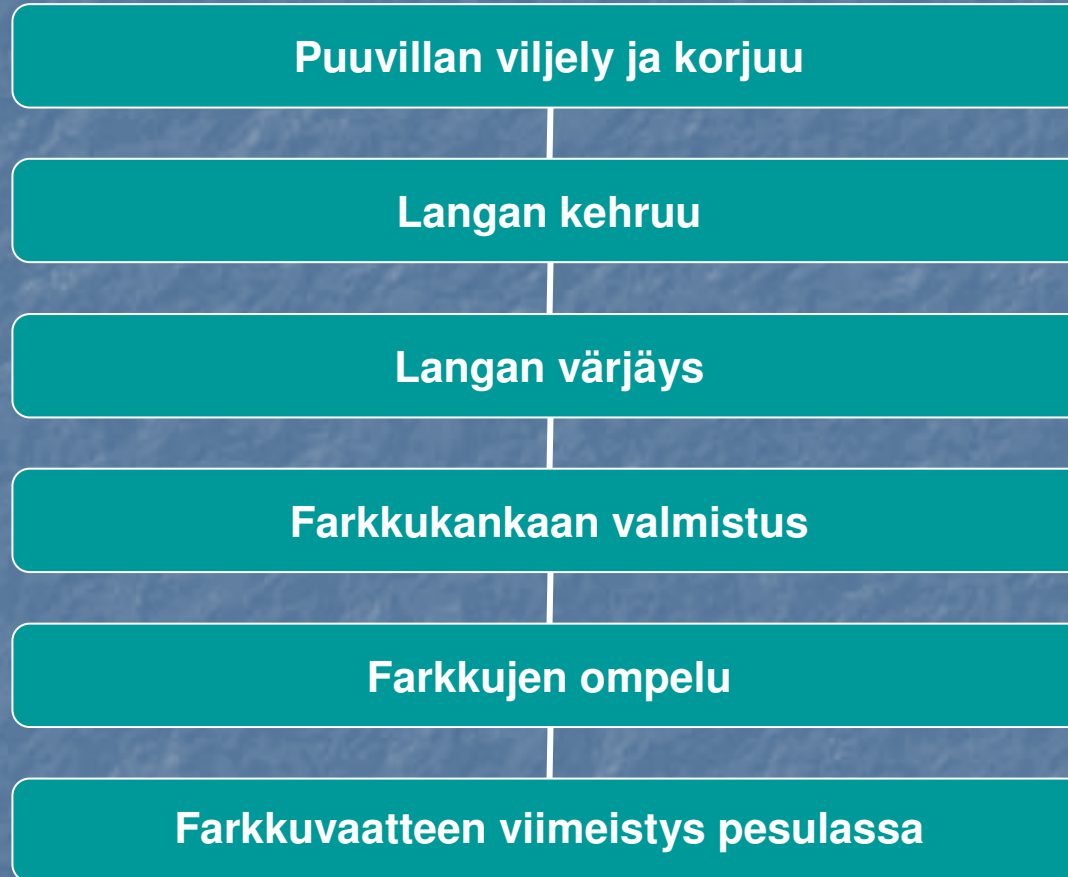 Puuvillan viljely ja korjuu
Langan kehruu
Langan värjäys
Farkkukankaan valmistus
Farkkujen ompelu
Farkkuvaatteen viimeistys pesulassa